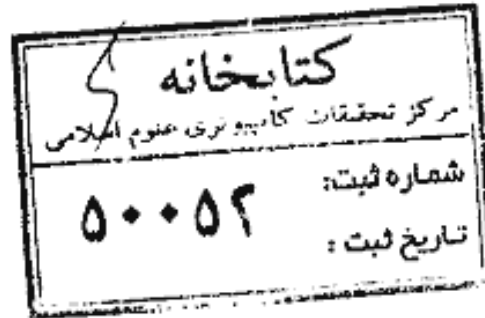 کتابخانه
مرکز تحقیقات کامپیوتری علوم اسلامی
شماره ثبت: ۵۰۰۵۲
تاریخ ثبت :